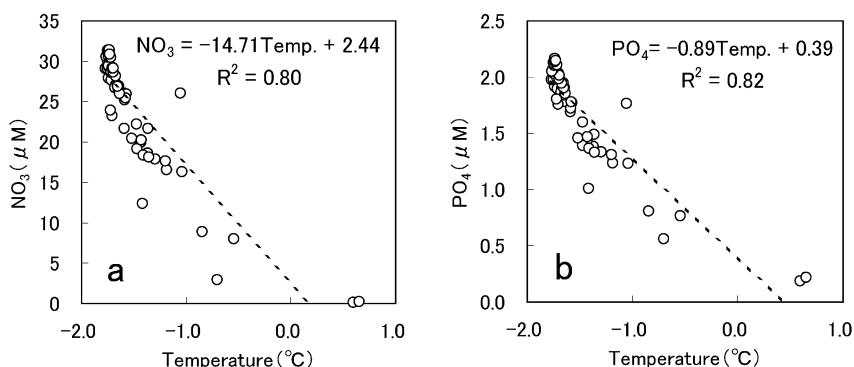 NO₃ = −14.71Temp. + 2.44
R² = 0.80
NO₃(μM)
35
30
25
20
15
10
5
0
a
-2.0 -1.0 0.0 1.0
Temperature(℃)
PO₄= −0.89Temp. + 0.39
R² = 0.82
PO₄(μM)
2.5
2.0
1.5
1.0
0.5
0.0
b
-2.0 -1.0 0.0 1.0
Temperature(℃)